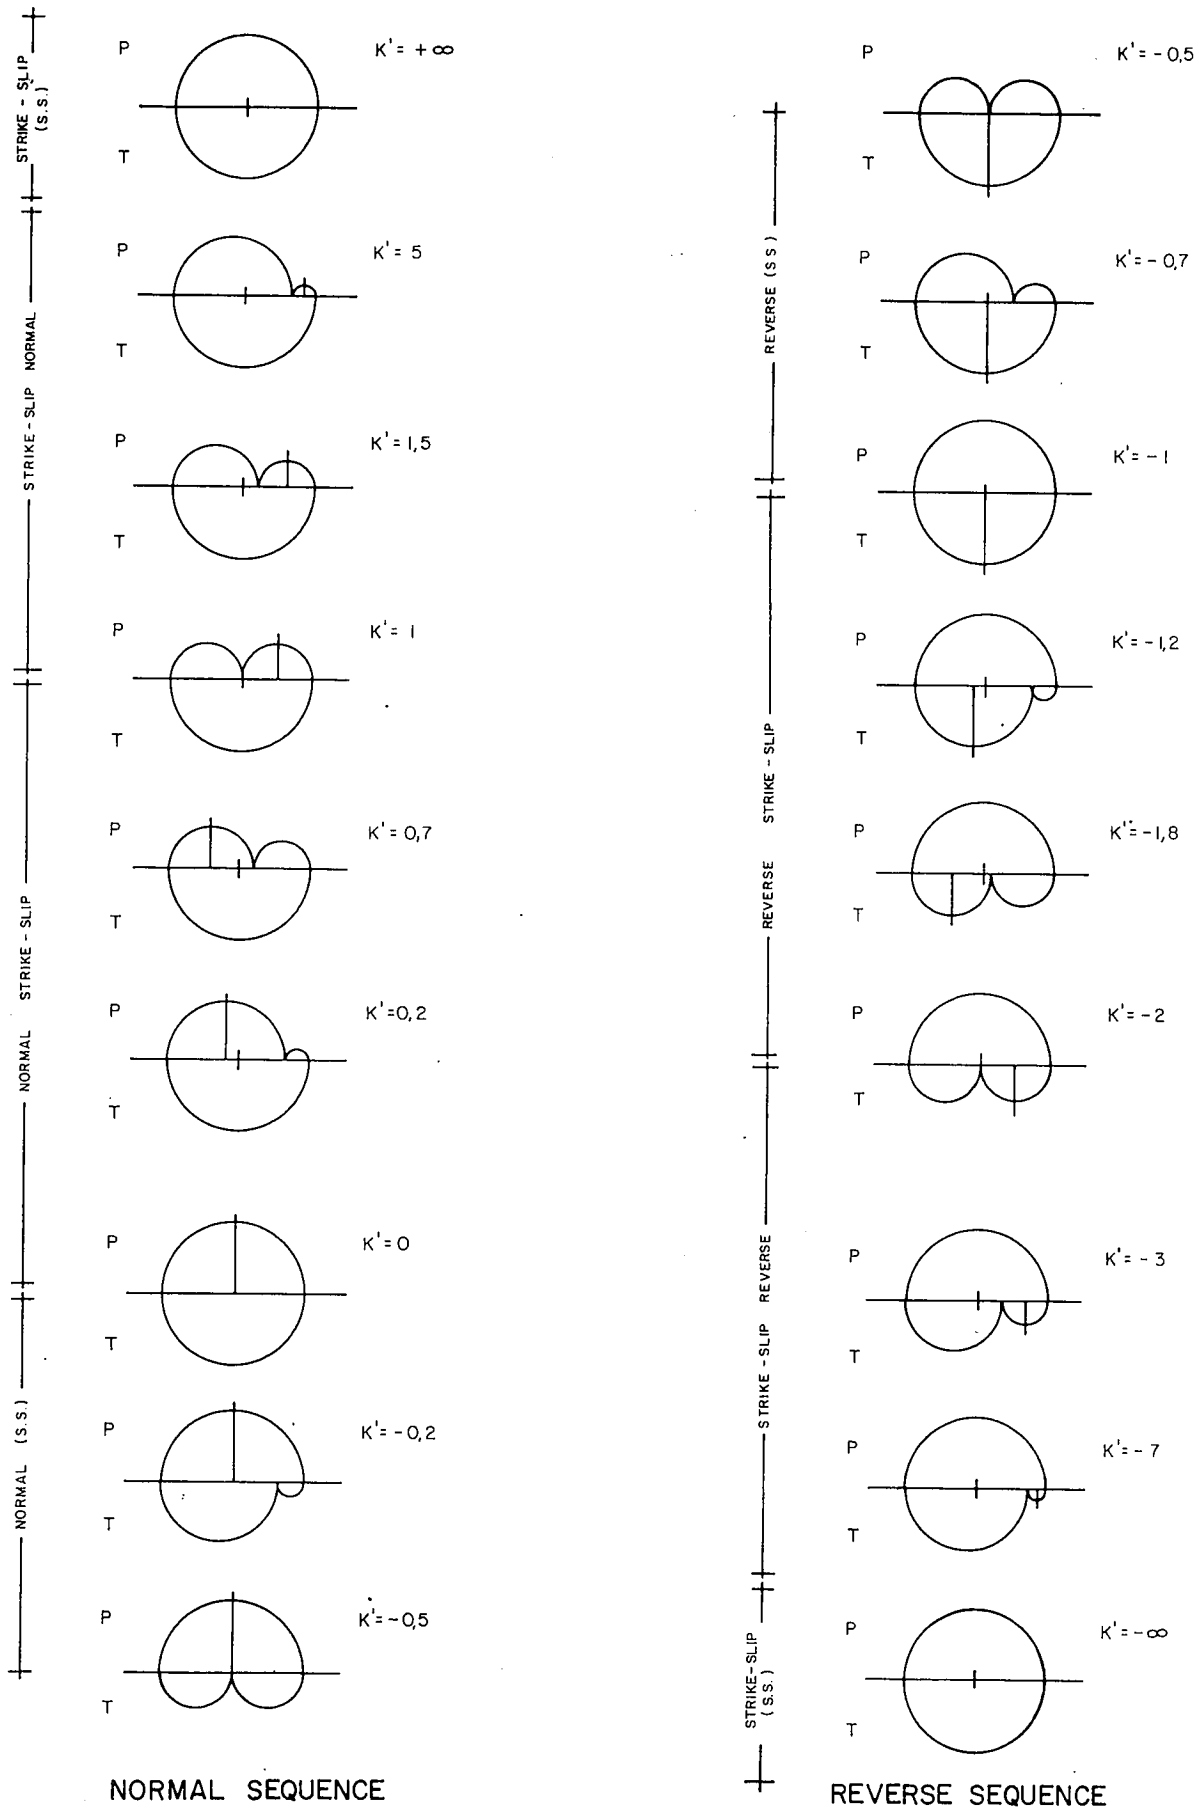 STRIKE-SLIP
(S.S.)
P
K' = +∞
T
STRIKE-SLIP NORMAL
P
K' = 5
T
P
K' = 1,5
T
P
K' = 1
T
NORMAL STRIKE-SLIP
P
K' = 0,7
T
P
K' = 0,2
T
P
K' = 0
T
NORMAL (S.S.)
P
K' = -0,2
T
P
K' = -0,5
T
NORMAL SEQUENCE
P
K' = -0,5
T
REVERSE (S S)
P
K' = -0,7
T
P
K' = -1
T
REVERSE STRIKE-SLIP
P
K' = -1,2
T
P
K' = -1,8
T
P
K' = -2
T
STRIKE-SLIP REVERSE
P
K' = -3
T
P
K' = -7
T
STRIKE-SLIP
(S.S.)
P
K' = -∞
T
REVERSE SEQUENCE